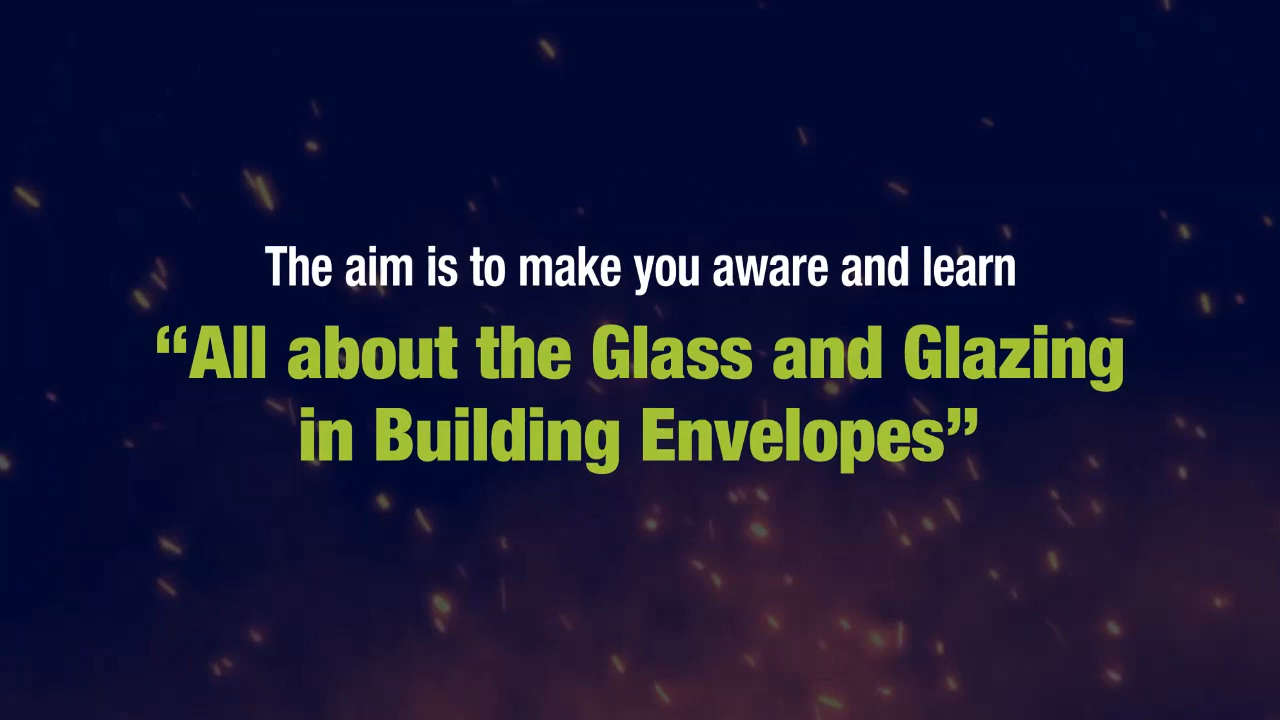 The aim is to make you aware and learn
“All about the Glass and Glazing
in Building Envelopes”